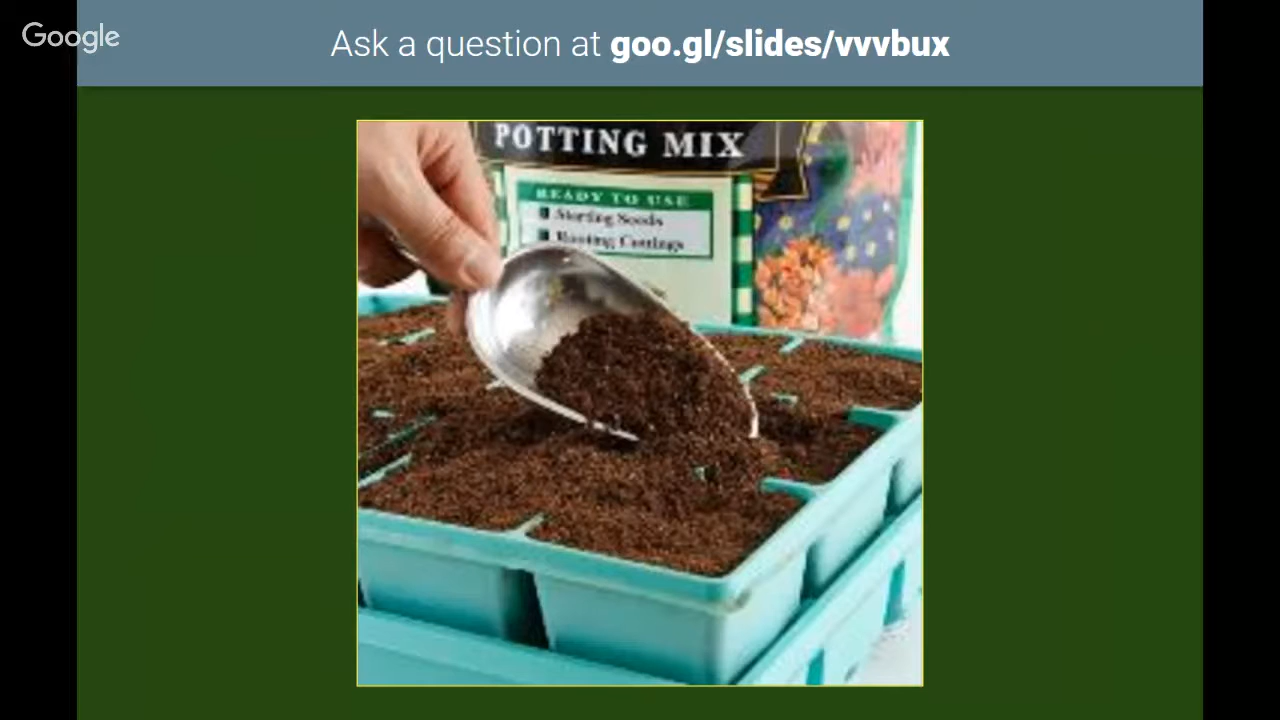 Google
Ask a question at goo.gl/slides/vvvbux
POTTING MIX
READY TO USE
Starting Seeds
Rooting Cuttings